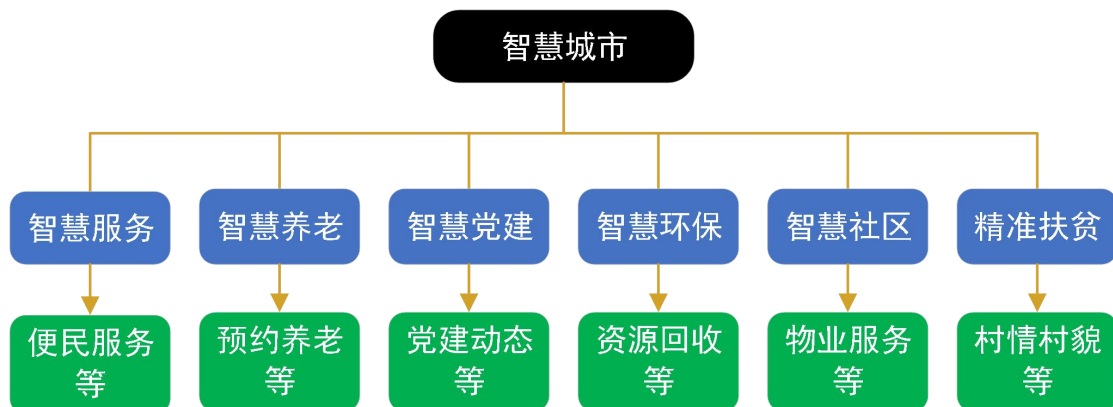 智慧城市
智慧服务
智慧养老
智慧党建
智慧环保
智慧社区
精准扶贫
便民服务
等
预约养老
等
党建动态
等
资源回收
等
物业服务
等
村情村貌
等